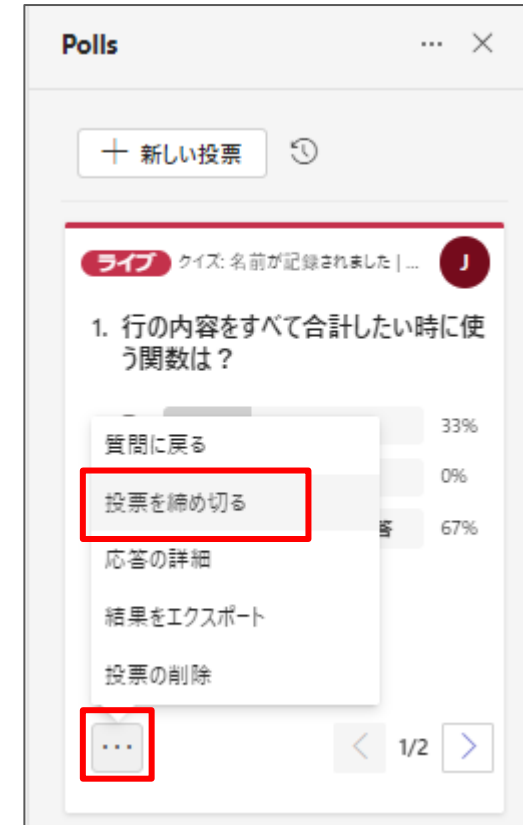 Polls
···
+ 新しい投票
ライブ クイズ: 名前が記録されました | ... J
1. 行の内容をすべて合計したい時に使
う関数は？
33%
質問に戻る
0%
投票を締め切る
答 67%
応答の詳細
結果をエクスポート
投票の削除
··· < 1/2 >